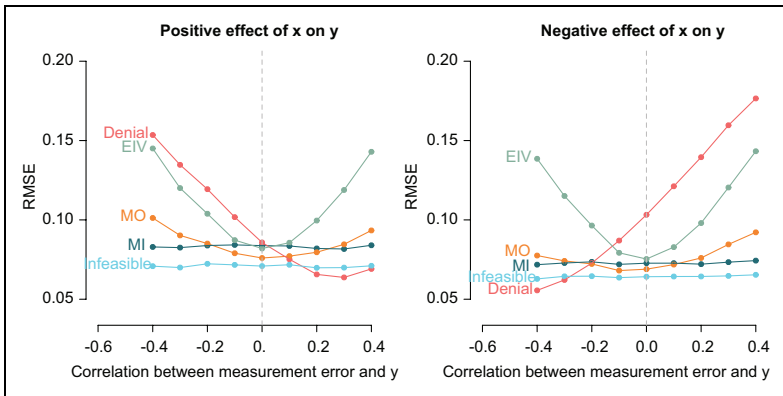 Positive effect of x on y
0.20
0.15
0.10
0.05
RMSE
Denial
EIV
MO
MI
Infeasible
-0.6 -0.4 -0.2 0. 0.2 0.4
Correlation between measurement error and y
Negative effect of x on y
0.20
0.15
0.10
0.05
RMSE
EIV
MO
MI
Infeasible
Denial
-0.6 -0.4 -0.2 0.0 0.2 0.4
Correlation between measurement error and y